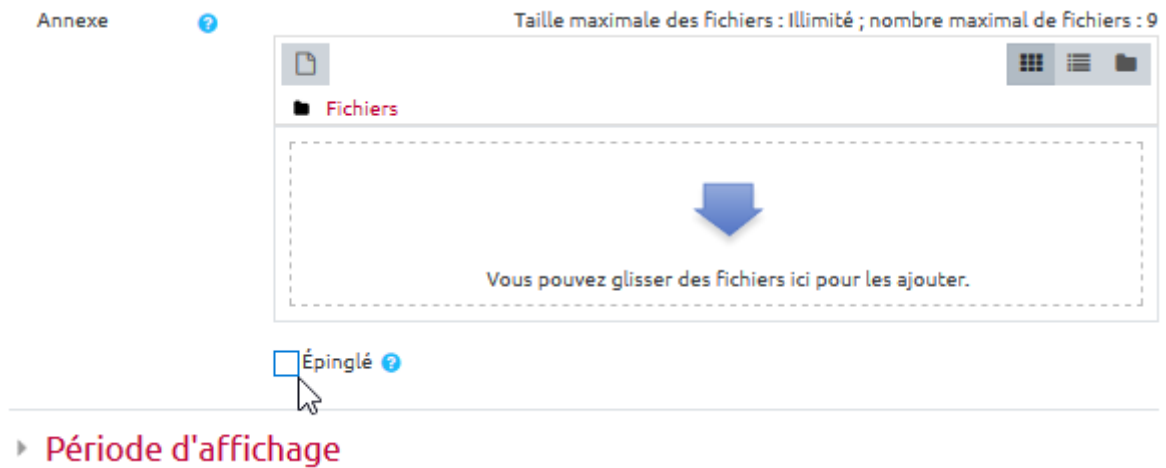 Annexe
Taille maximale des fichiers : Illimité ; nombre maximal de fichiers : 9
Fichiers
Vous pouvez glisser des fichiers ici pour les ajouter.
Épinglé
Période d'affichage